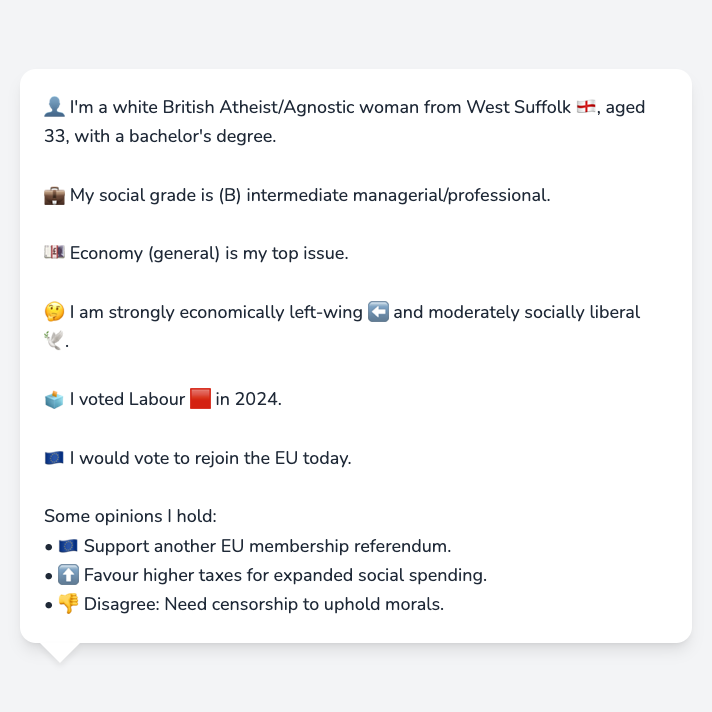 👤 I'm a white British Atheist/Agnostic woman from West Suffolk 🏴󠁧󠁢󠁥󠁮󠁧󠁿, aged
33, with a bachelor's degree.
💼 My social grade is (B) intermediate managerial/professional.
💷 Economy (general) is my top issue.
🤔 I am strongly economically left-wing ⬅️ and moderately socially liberal
🕊️.
🗳️ I voted Labour 🟥 in 2024.
🇪🇺 I would vote to rejoin the EU today.
Some opinions I hold:
• 🇪🇺 Support another EU membership referendum.
• ⬆️ Favour higher taxes for expanded social spending.
• 👎 Disagree: Need censorship to uphold morals.